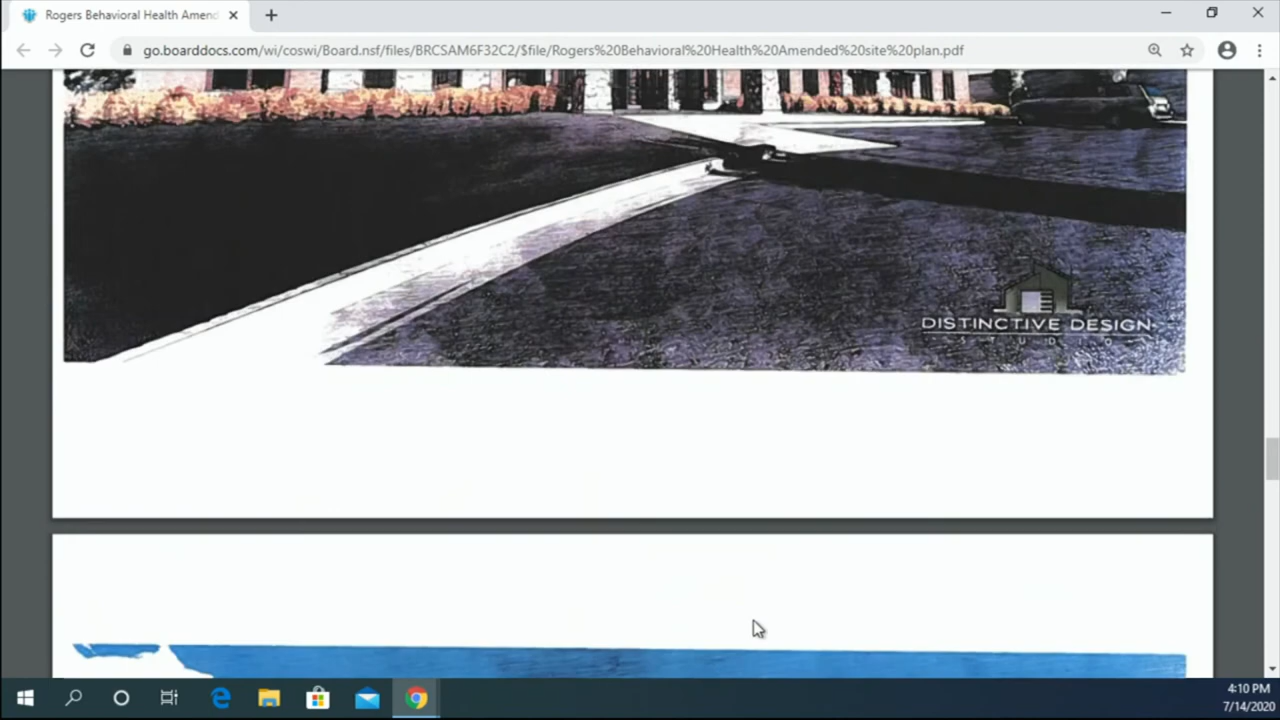 Rogers Behavioral Health Amend
go.boarddocs.com/wi/coswi/Board.nsf/files/BRCSAM6F32C2/$file/Rogers%20Behavioral%20Health%20Amended%20site%20plan.pdf
DISTINCTIVE DESIGN
STUDIO
4:10 PM
7/14/2020